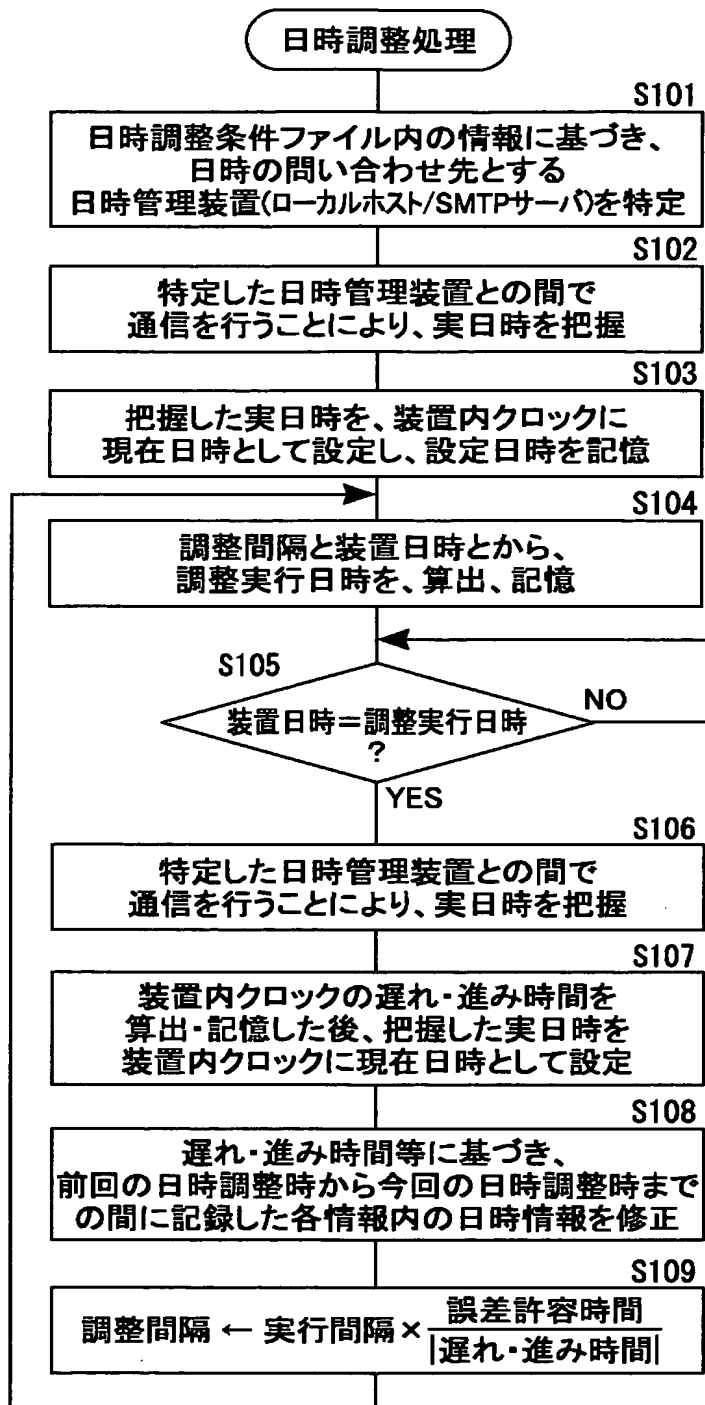 日時調整処理
S101
日時調整条件ファイル内の情報に基づき、
日時の問い合わせ先とする
日時管理装置(ローカルホスト/SMTPサーバ)を特定
S102
特定した日時管理装置との間で
通信を行うことにより、実日時を把握
S103
把握した実日時を、装置内クロックに
現在日時として設定し、設定日時を記憶
S104
調整間隔と装置日時とから、
調整実行日時を、算出、記憶
S105
装置日時＝調整実行日時
?
NO
YES
S106
特定した日時管理装置との間で
通信を行うことにより、実日時を把握
S107
装置内クロックの遅れ・進み時間を
算出・記憶した後、把握した実日時を
装置内クロックに現在日時として設定
S108
遅れ・進み時間等に基づき、
前回の日時調整時から今回の日時調整時まで
の間に記録した各情報内の日時情報を修正
S109
調整間隔 ← 実行間隔×
誤差許容時間
|遅れ・進み時間|